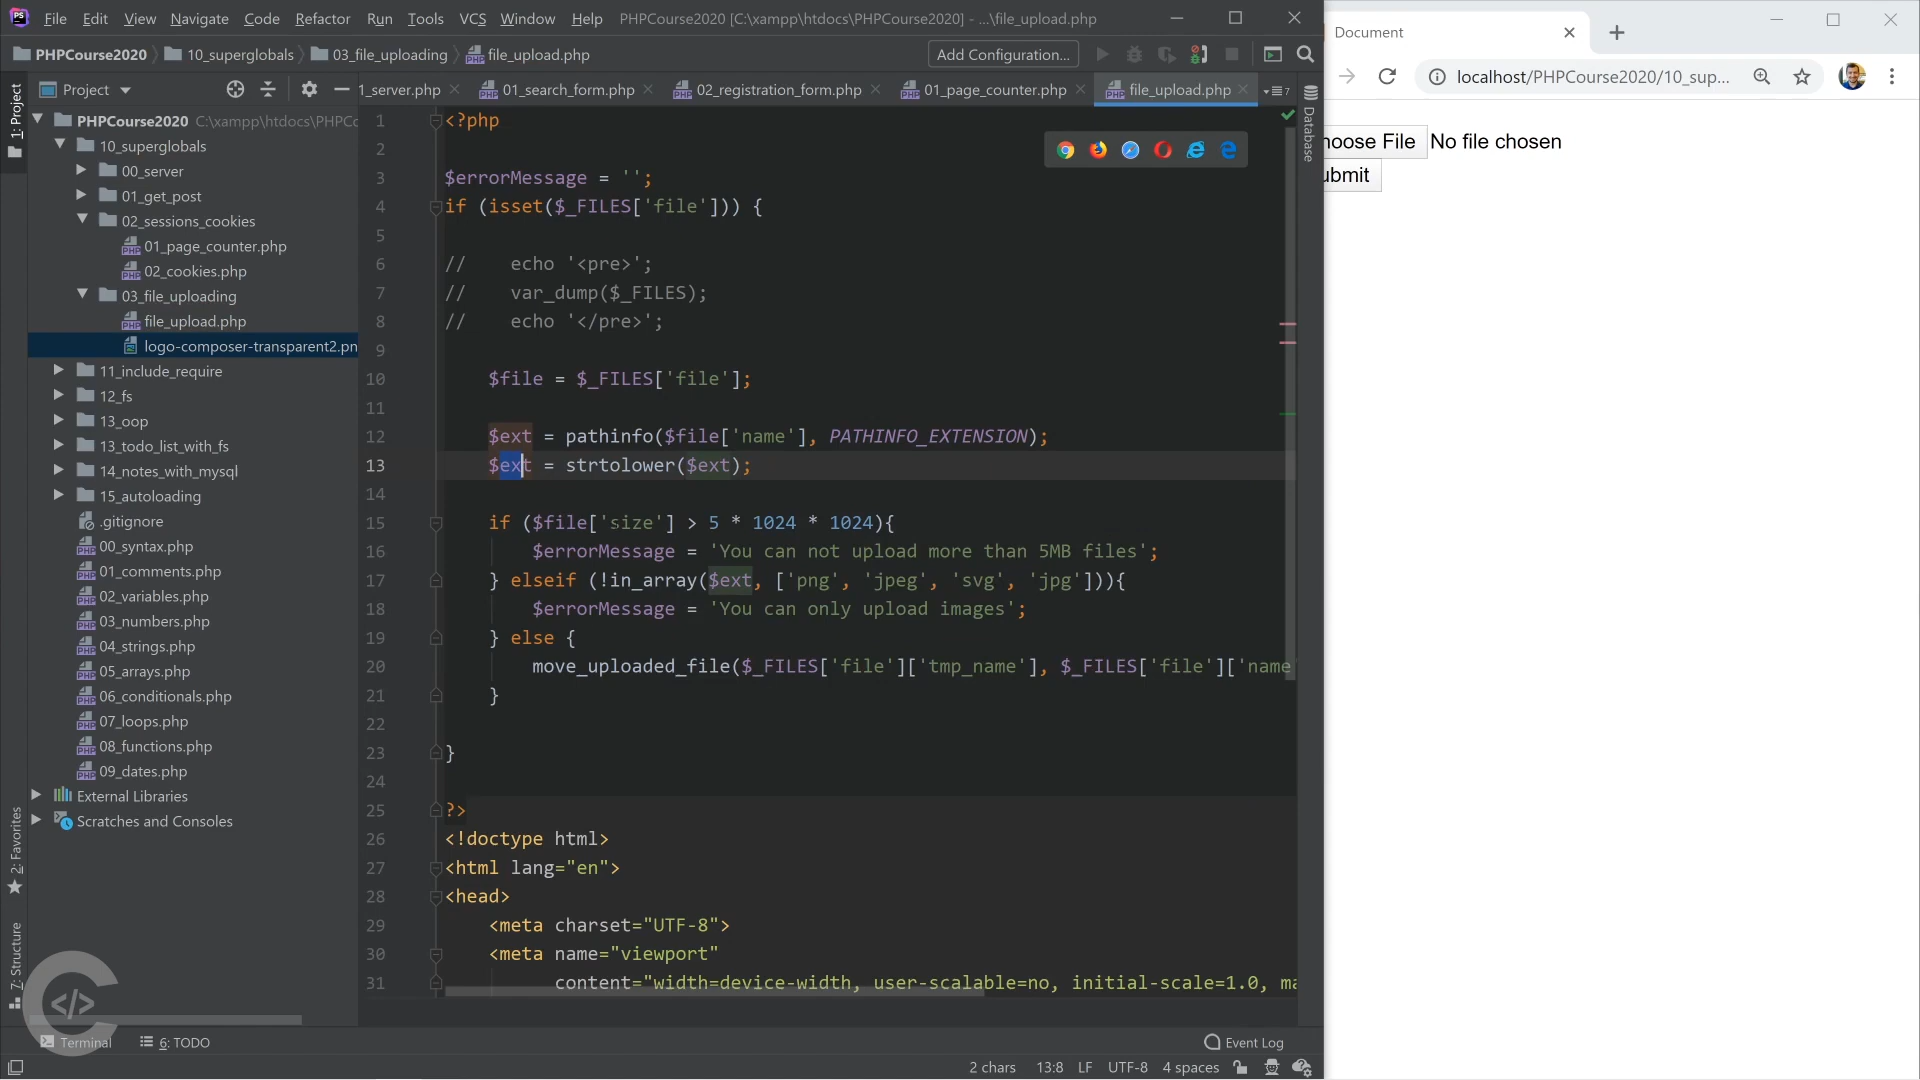 File Edit View Navigate Code Refactor Run Tools VCS Window Help PHPCourse2020 [C:\xampp\htdocs\PHPCourse2020] - ...\file_upload.php
PHPCourse2020 10_superglobals 03_file_uploading file_upload.php Add Configuration...
Project 1_server.php 01_search_form.php 02_registration_form.php 01_page_counter.php file_upload.php 7
1: Project
2: Favorites
7: Structure
Database
PHPCourse2020 C:\xampp\htdocs\PHPCo
10_superglobals
00_server
01_get_post
02_sessions_cookies
01_page_counter.php
02_cookies.php
03_file_uploading
file_upload.php
logo-composer-transparent2.pn
11_include_require
12_fs
13_oop
13_todo_list_with_fs
14_notes_with_mysql
15_autoloading
.gitignore
00_syntax.php
01_comments.php
02_variables.php
03_numbers.php
04_strings.php
05_arrays.php
06_conditionals.php
07_loops.php
08_functions.php
09_dates.php
External Libraries
Scratches and Consoles
1 <?php
2
3 $errorMessage = '';
4 if (isset($_FILES['file'])) {
5
6 // echo '<pre>';
7 // var_dump($_FILES);
8 // echo '</pre>';
9
10 $file = $_FILES['file'];
11
12 $ext = pathinfo($file['name'], PATHINFO_EXTENSION);
13 $ext = strtolower($ext);
14
15 if ($file['size'] > 5 * 1024 * 1024){
16 $errorMessage = 'You can not upload more than 5MB files';
17 } elseif (!in_array($ext, ['png', 'jpeg', 'svg', 'jpg'])){
18 $errorMessage = 'You can only upload images';
19 } else {
20 move_uploaded_file($_FILES['file']['tmp_name'], $_FILES['file']['name'
21 }
22
23 }
24
25 ?>
26 <!doctype html>
27 <html lang="en">
28 <head>
29 <meta charset="UTF-8">
30 <meta name="viewport"
31 content="width=device-width, user-scalable=no, initial-scale=1.0, ma
Terminal 6: TODO Event Log
2 chars 13:8 LF UTF-8 4 spaces
Document
localhost/PHPCourse2020/10_sup...
hoose File No file chosen
ubmit